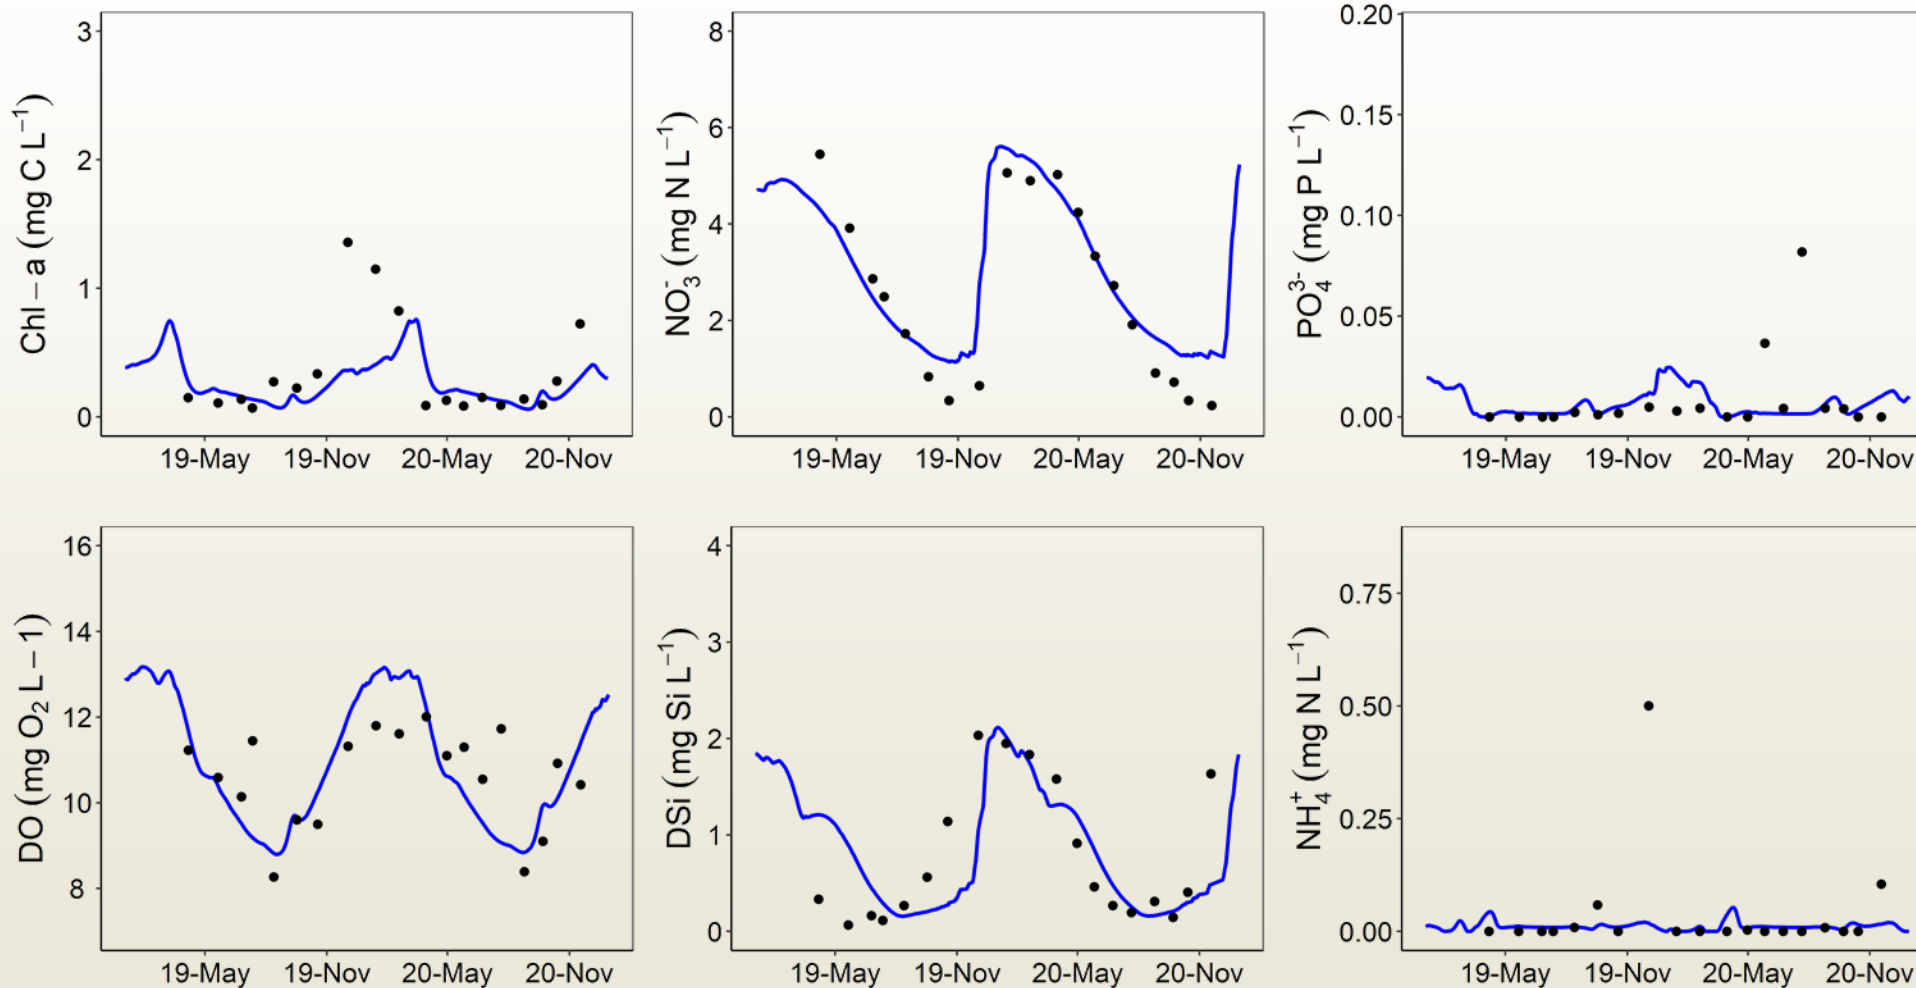 Chl − a (mg C L⁻¹)
3
2
1
0
19-May 19-Nov 20-May 20-Nov
NO₃⁻ (mg N L⁻¹)
8
6
4
2
0
19-May 19-Nov 20-May 20-Nov
PO₄³⁻ (mg P L⁻¹)
0.20
0.15
0.10
0.05
0.00
19-May 19-Nov 20-May 20-Nov
DO (mg O₂ L − 1)
16
14
12
10
8
19-May 19-Nov 20-May 20-Nov
DSi (mg Si L⁻¹)
4
3
2
1
0
19-May 19-Nov 20-May 20-Nov
NH₄⁺ (mg N L⁻¹)
0.75
0.50
0.25
0.00
19-May 19-Nov 20-May 20-Nov